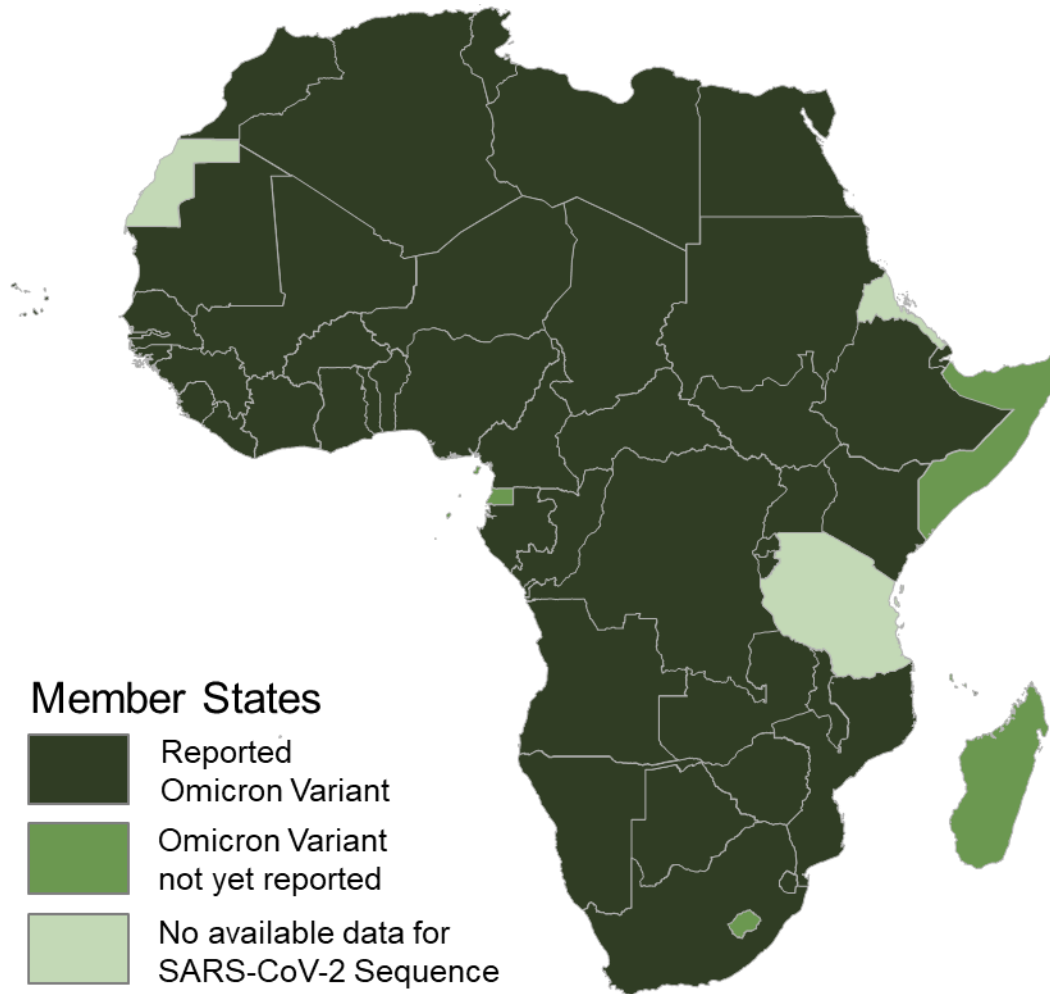 Member States
Reported
Omicron Variant
Omicron Variant
not yet reported
No available data for
SARS-CoV-2 Sequence